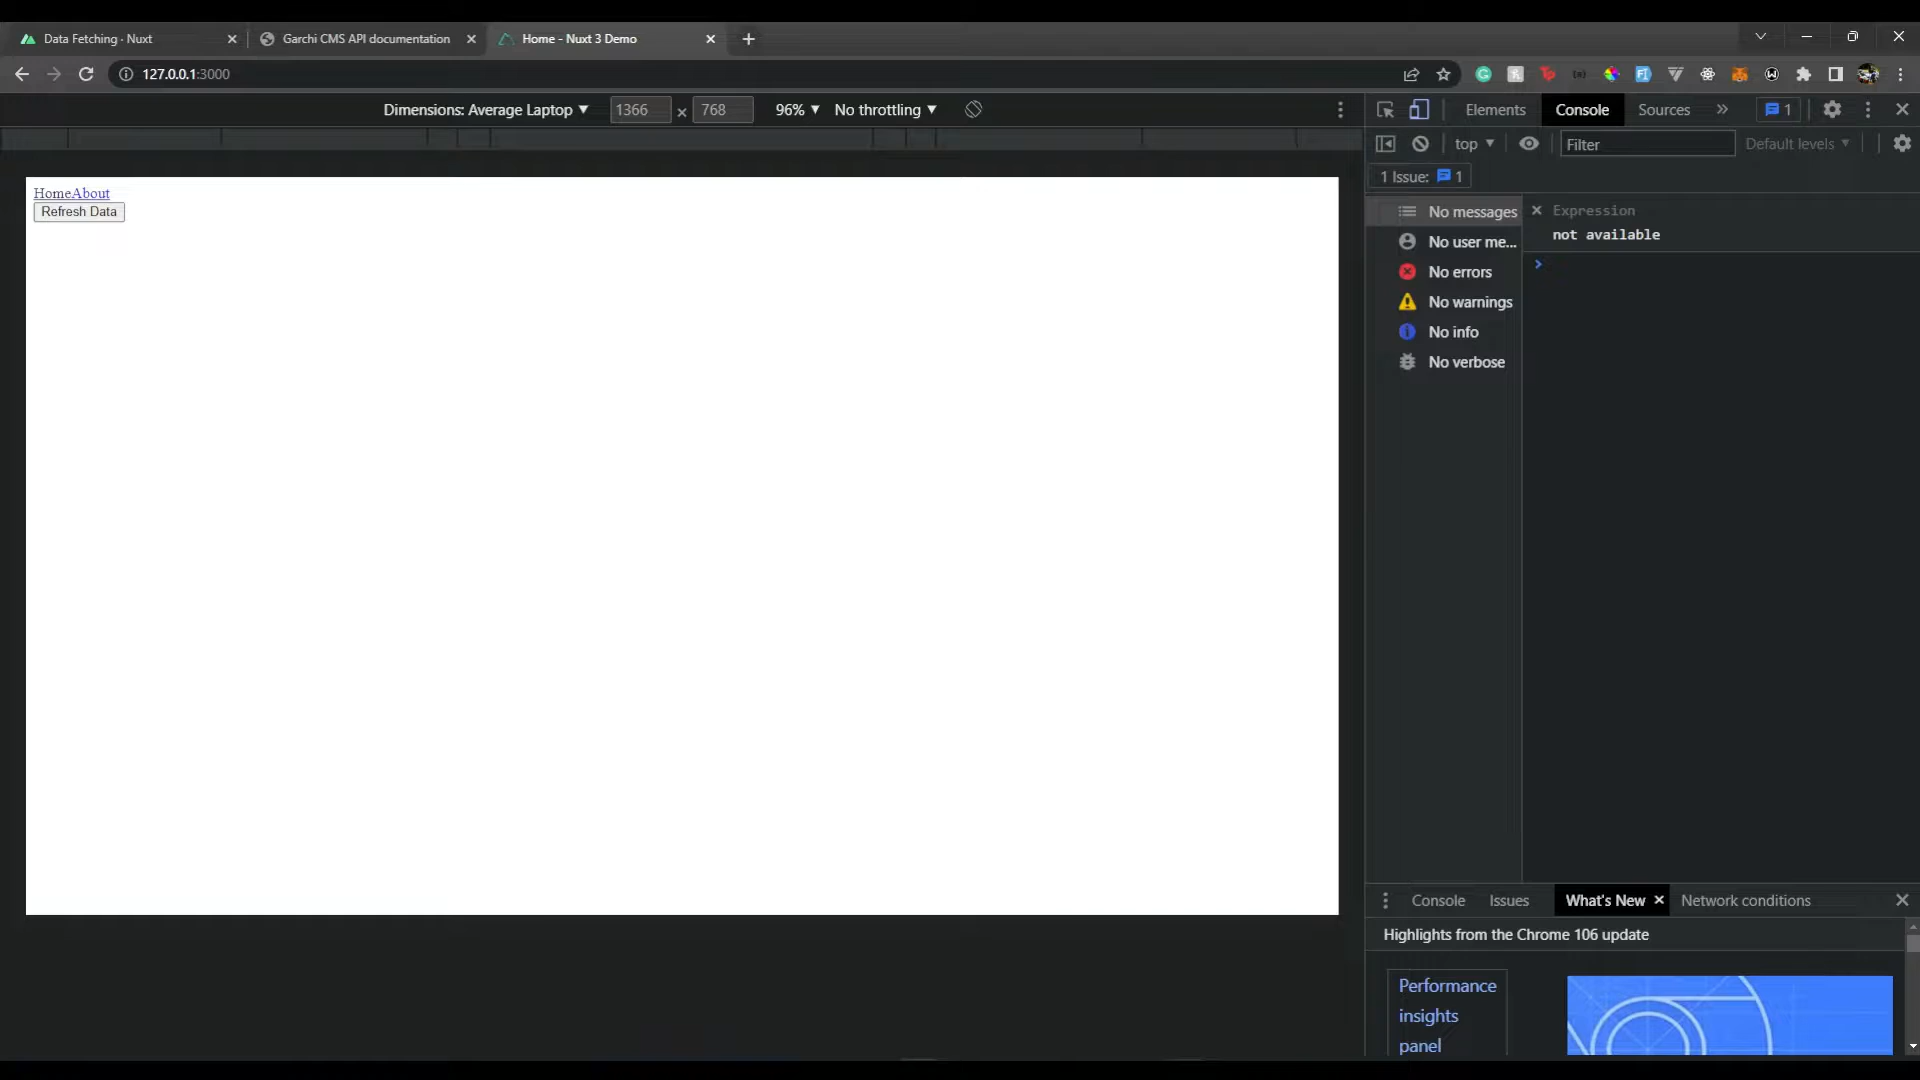 Data Fetching · Nuxt
Garchi CMS API documentation
Home - Nuxt 3 Demo
127.0.0.1:3000
Dimensions: Average Laptop
1366 x 768
96%
No throttling
Elements
Console
Sources
1
top
Filter
Default levels
1 Issue: 1
HomeAbout
Refresh Data
No messages
No user me...
No errors
No warnings
No info
No verbose
Expression
not available
Console
Issues
What's New
Network conditions
Highlights from the Chrome 106 update
Performance
insights
panel